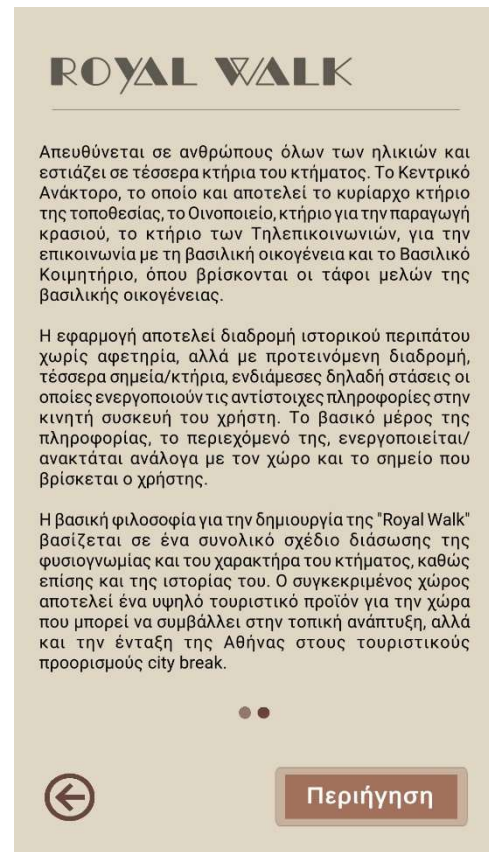 ROYAL WALK
Απευθύνεται σε ανθρώπους όλων των ηλικιών και
εστιάζει σε τέσσερα κτήρια του κτήματος. Το Κεντρικό
Ανάκτορο, το οποίο και αποτελεί το κυρίαρχο κτήριο
της τοποθεσίας, το Οινοποιείο, κτήριο για την παραγωγή
κρασιού, το κτήριο των Τηλεπικοινωνιών, για την
επικοινωνία με τη βασιλική οικογένεια και το Βασιλικό
Κοιμητήριο, όπου βρίσκονται οι τάφοι μελών της
βασιλικής οικογένειας.
Η εφαρμογή αποτελεί διαδρομή ιστορικού περιπάτου
χωρίς αφετηρία, αλλά με προτεινόμενη διαδρομή,
τέσσερα σημεία/κτήρια, ενδιάμεσες δηλαδή στάσεις οι
οποίες ενεργοποιούν τις αντίστοιχες πληροφορίες στην
κινητή συσκευή του χρήστη. Το βασικό μέρος της
πληροφορίας, το περιεχόμενό της, ενεργοποιείται/
ανακτάται ανάλογα με τον χώρο και το σημείο που
βρίσκεται ο χρήστης.
Η βασική φιλοσοφία για την δημιουργία της "Royal Walk"
βασίζεται σε ένα συνολικό σχέδιο διάσωσης της
φυσιογνωμίας και του χαρακτήρα του κτήματος, καθώς
επίσης και της ιστορίας του. Ο συγκεκριμένος χώρος
αποτελεί ένα υψηλό τουριστικό προϊόν για την χώρα
που μπορεί να συμβάλλει στην τοπική ανάπτυξη, αλλά
και την ένταξη της Αθήνας στους τουριστικούς
προορισμούς city break.
Περιήγηση